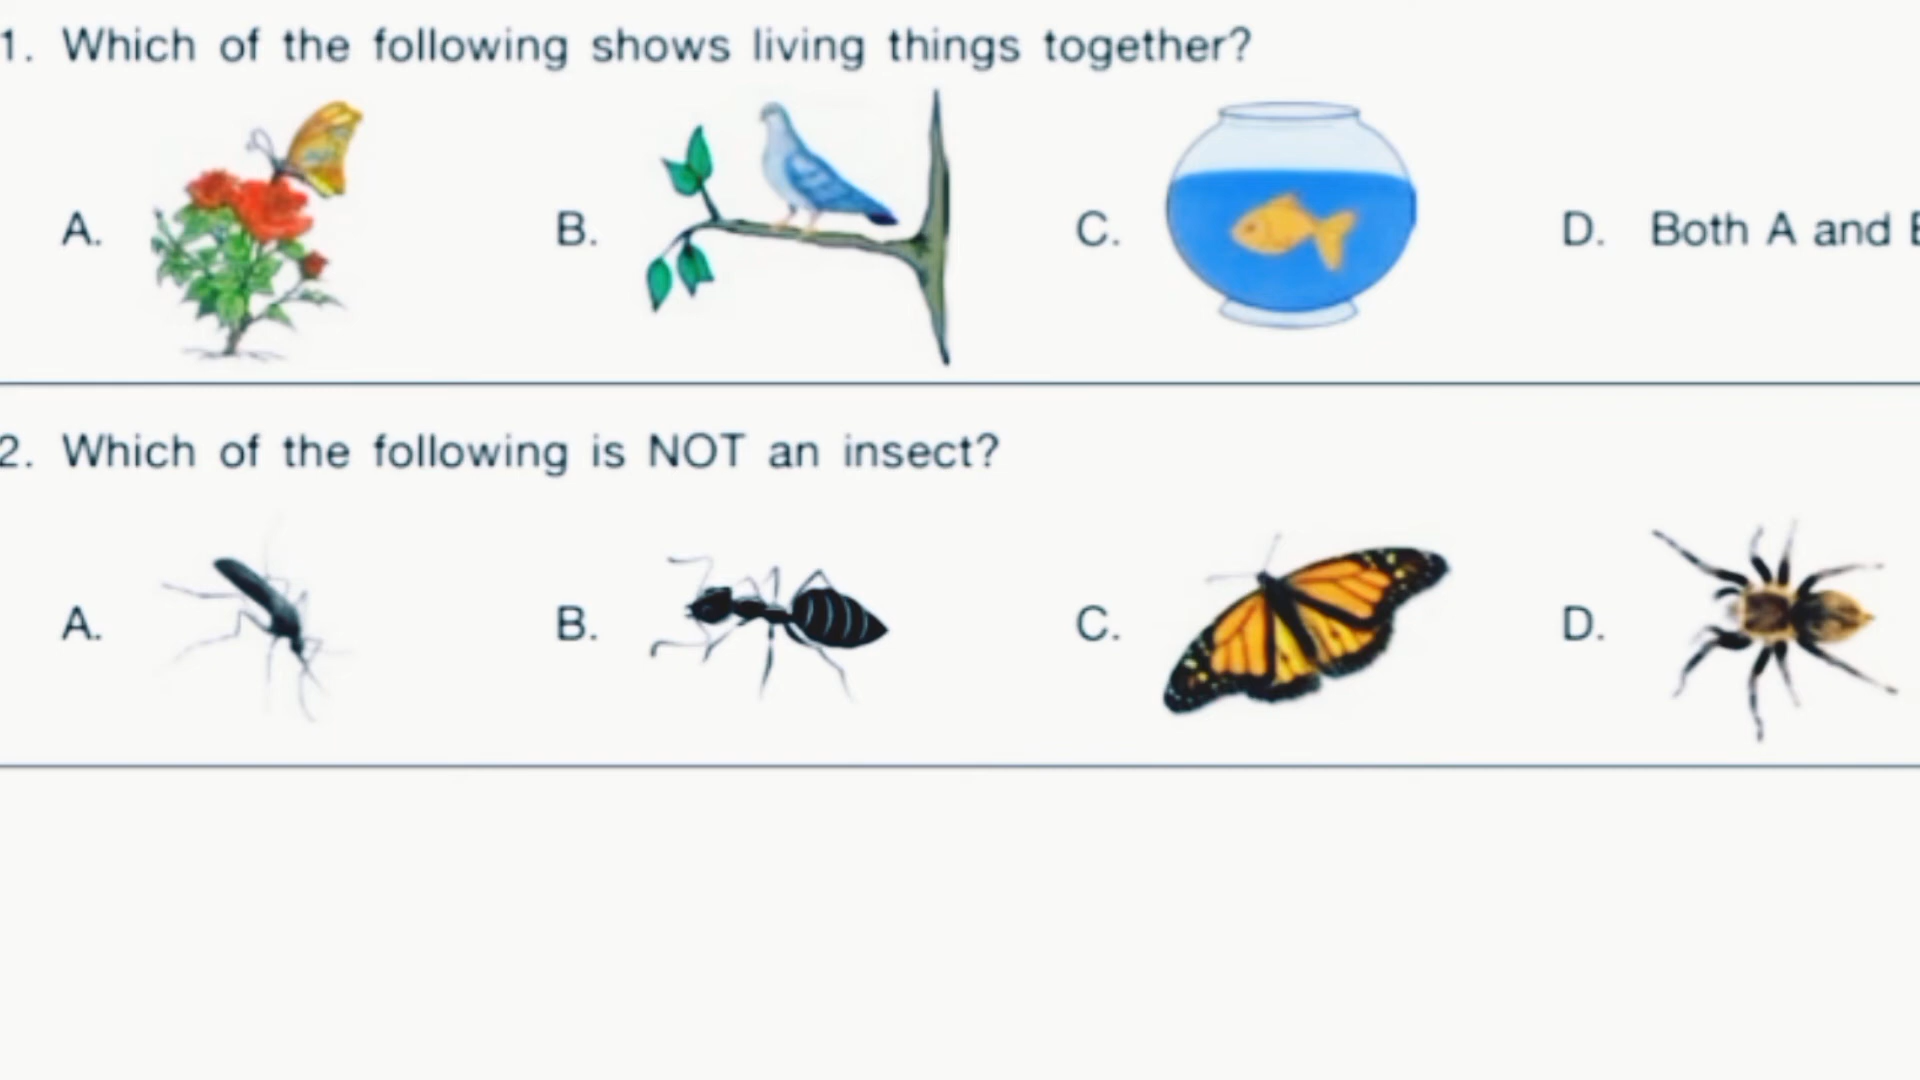 1. Which of the following shows living things together?
A. B. C. D. Both A and
2. Which of the following is NOT an insect?
A. B. C. D.